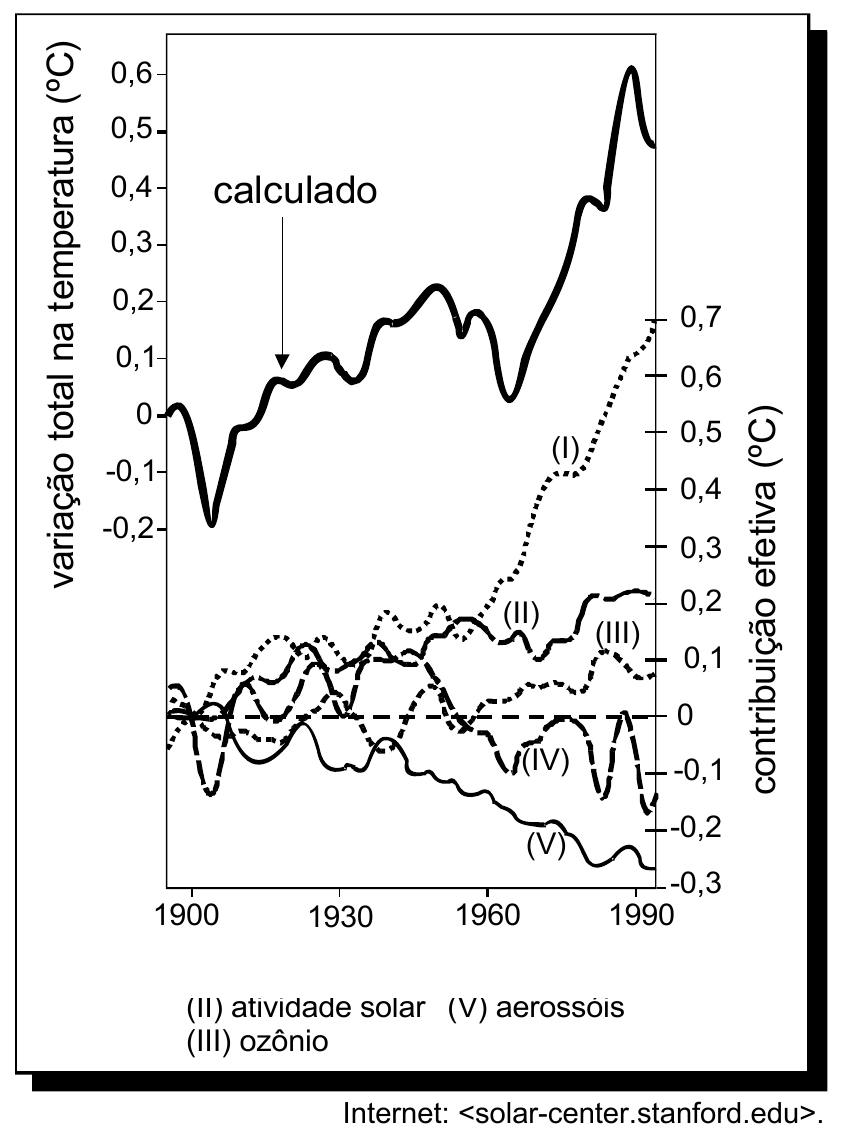 variação total na temperatura (ºC)
0,6
0,5
0,4
0,3
0,2
0,1
0
-0,1
-0,2
calculado
(I)
(II)
(III)
(IV)
(V)
0,7
0,6
0,5
0,4
0,3
0,2
0,1
0
-0,1
-0,2
-0,3
contribuição efetiva (ºC)
1900 1930 1960 1990
(II) atividade solar (V) aerossóis
(III) ozônio
Internet: <solar-center.stanford.edu>.